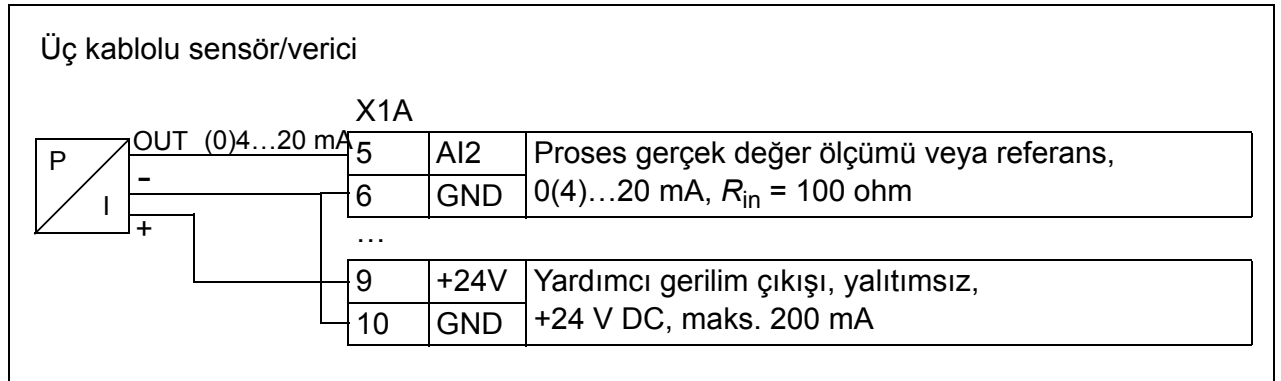 Üç kablolu sensör/verici
X1A
P
I
OUT (0)4…20 mA
-
+
5 AI2 Proses gerçek değer ölçümü veya referans,
6 GND 0(4)…20 mA, Rin = 100 ohm
…
9 +24V Yardımcı gerilim çıkışı, yalıtımsız,
10 GND +24 V DC, maks. 200 mA